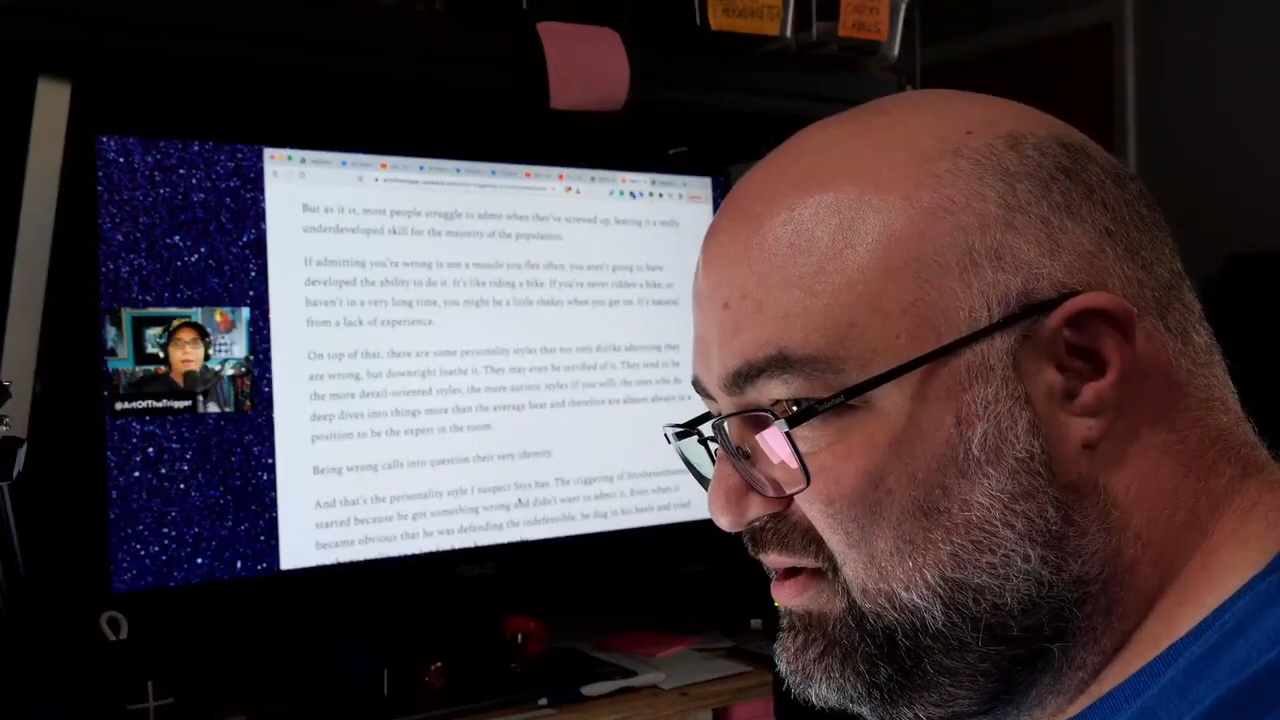 But as it is, most people struggle to admit when they've screwed up, leaving it a really
underdeveloped skill for the majority of the population.
If admitting you're wrong is not a muscle you flex often, you aren't going to have
developed the ability to do it. It's like riding a bike. If you've never ridden a bike, or
haven't in a very long time, you might be a little shakey when you get on. It's natural
from a lack of experience.
On top of that, there are some personality styles that not only dislike admitting they
are wrong, but downright loathe it. They may even be terrified of it. They tend to be
the more detail-oriented styles, the more autistic styles if you will, the ones who do
deep dives into things more than the average bear and therefore are almost always in a
position to be the expert in the room.
@ArtOfTheTrigger
Being wrong calls into question their very identity.
And that's the personality style I suspect Styx has. The triggering of
started because he got something wrong and didn't want to admit it. Even when it
became obvious that he was defending the indefensible, he dug in his heels and tried